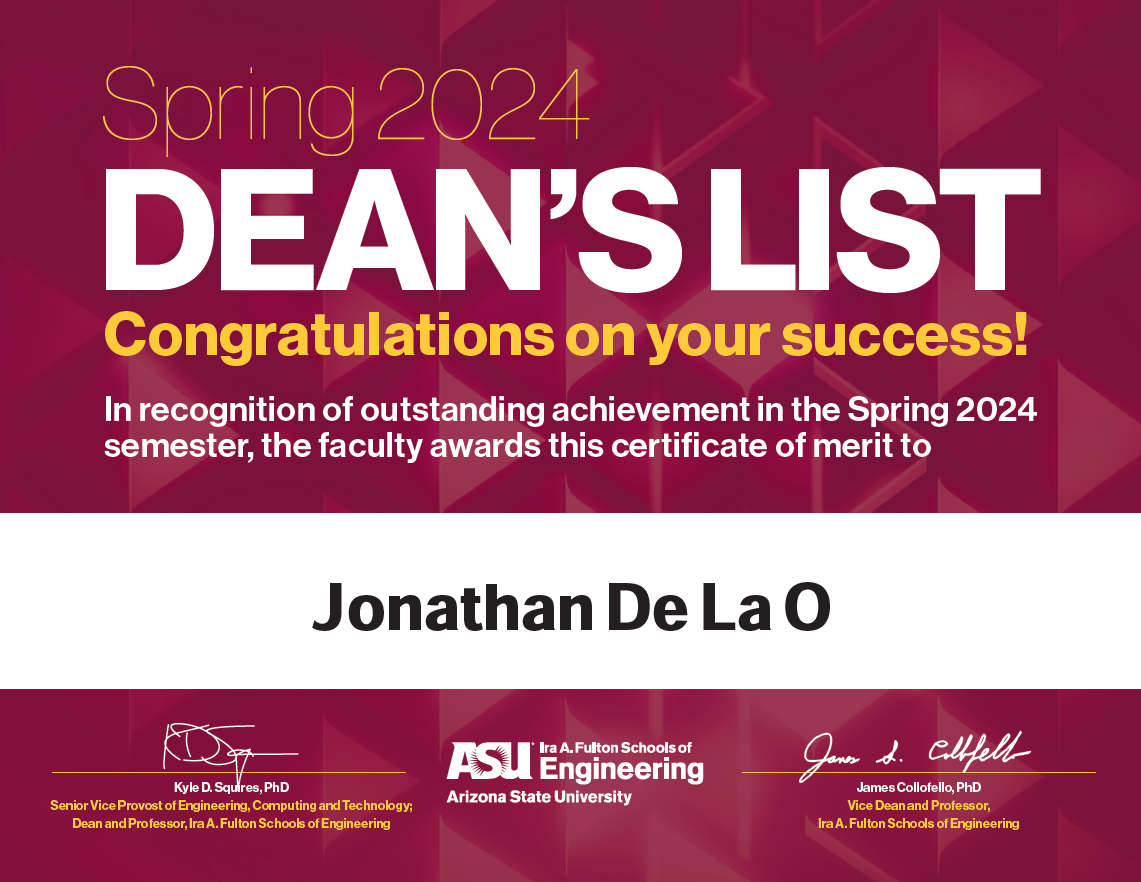 Spring 2024
DEAN’S LIST
Congratulations on your success!
In recognition of outstanding achievement in the Spring 2024
semester, the faculty awards this certificate of merit to
Jonathan De La O
Kyle D. Squires, PhD
Senior Vice Provost of Engineering, Computing and Technology;
Dean and Professor, Ira A. Fulton Schools of Engineering
ASU Ira A. Fulton Schools of
Engineering
Arizona State University
James S. Collofello
James Collofello, PhD
Vice Dean and Professor,
Ira A. Fulton Schools of Engineering